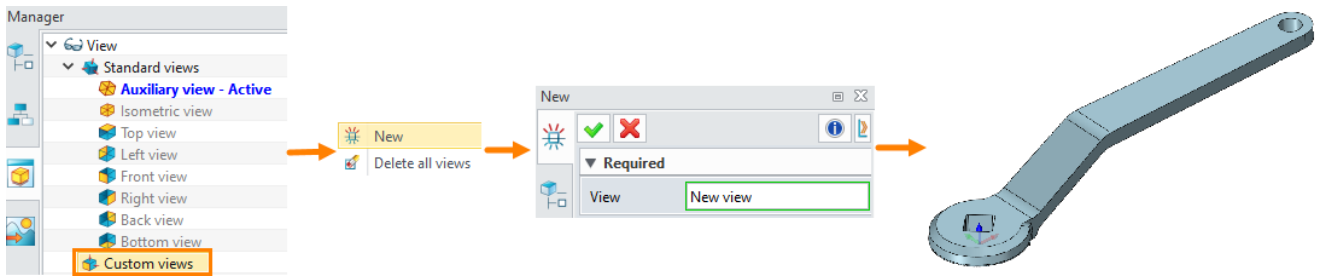 Manager
View
Standard views
Auxiliary view - Active
Isometric view
Top view
Left view
Front view
Right view
Back view
Bottom view
Custom views
New
Delete all views
New
Required
View
New view